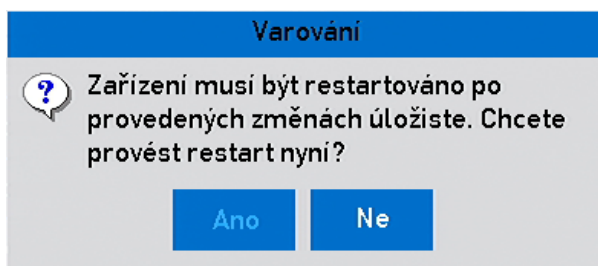 Varování
Zařízení musí být restartováno po
provedených změnách úložiste. Chcete
provést restart nyní?
Ano
Ne